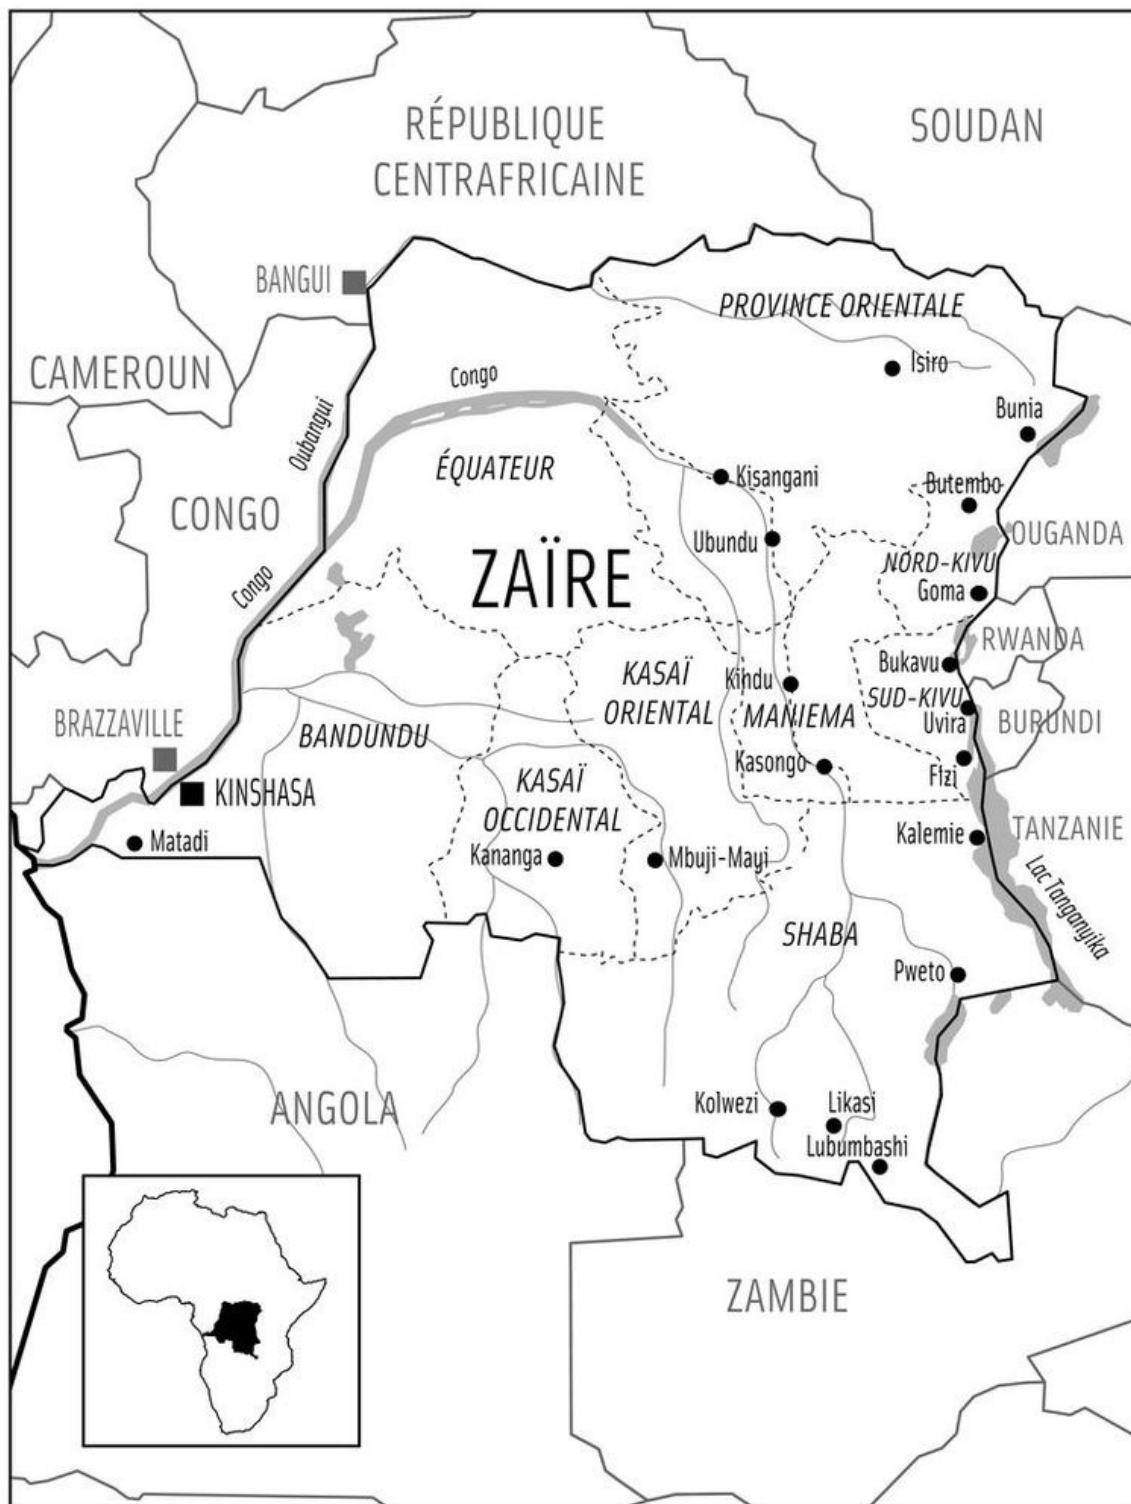 RÉPUBLIQUE
CENTRAFRICAINE
SOUDAN
BANGUI
PROVINCE ORIENTALE
CAMEROUN
Isiro
Congo
Bunia
Oubangui
ÉQUATEUR
Kisangani
Butembo
CONGO
Ubundu
OUGANDA
ZAÏRE
NORD-KIVU
Congo
Goma
RWANDA
Bukavu
KASAÏ
ORIENTAL
Kindu
SUD-KIVU
MANIEMA
Uvira
BURUNDI
BRAZZAVILLE
BANDUNDU
Kasongo
Fizi
KASAÏ
OCCIDENTAL
KINSHASA
Matadi
Kananga
Mbuji-Mayi
Kalemie
TANZANIE
Lac Tanganyika
SHABA
Pweto
ANGOLA
Kolwezi
Likasi
Lubumbashi
ZAMBIE